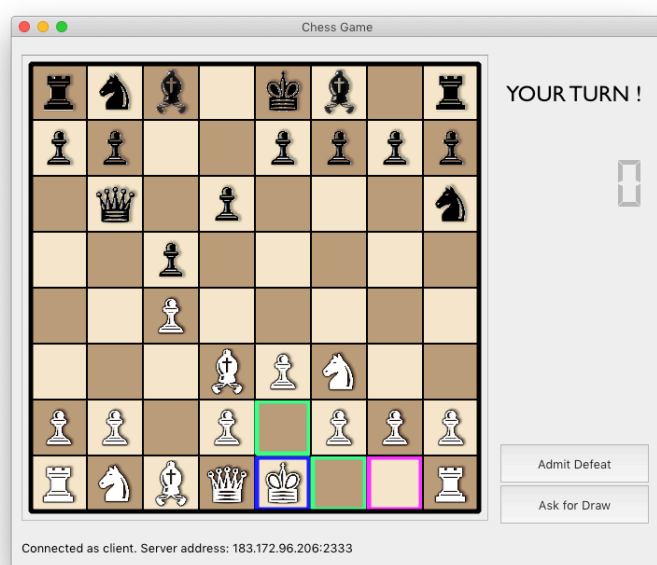 Chess Game
YOUR TURN !
0
Admit Defeat
Ask for Draw
Connected as client. Server address: 183.172.96.206:2333